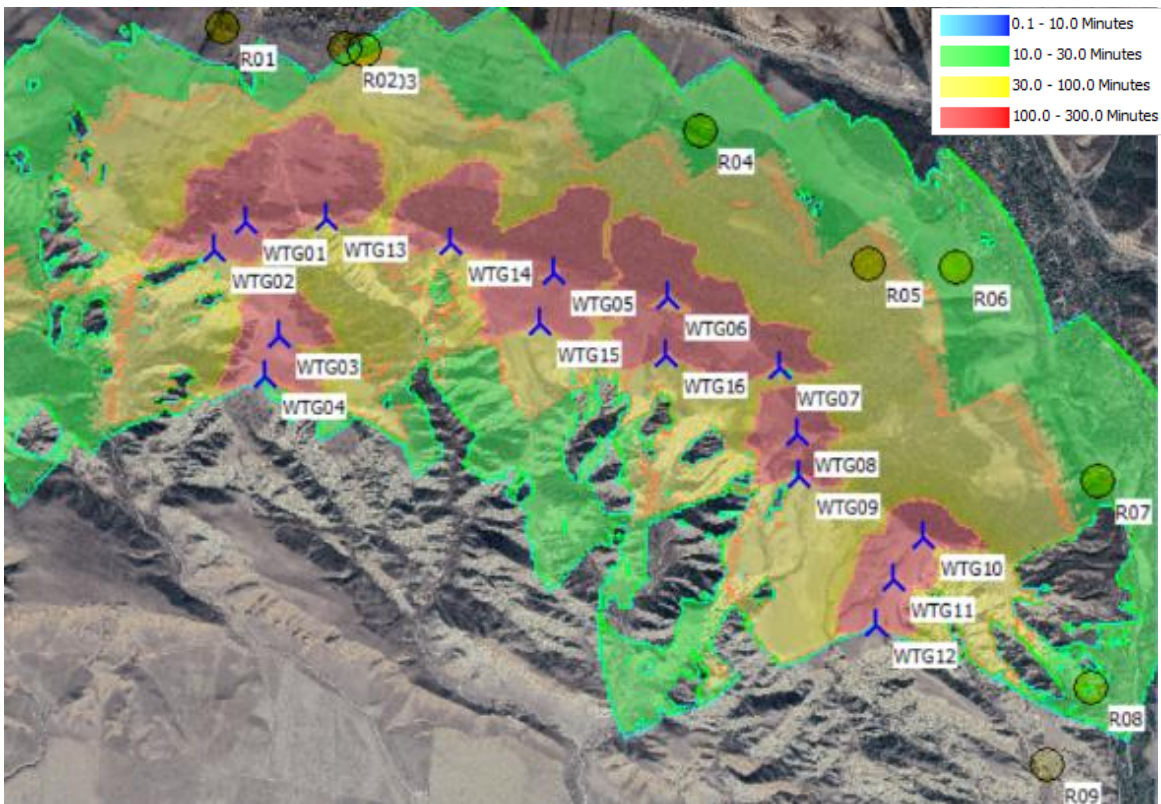 0.1 - 10.0 Minutes
10.0 - 30.0 Minutes
30.0 - 100.0 Minutes
100.0 - 300.0 Minutes
R01
R02
R04
WTG01
WTG13
WTG02
WTG14
WTG05
R05
R06
WTG06
WTG15
WTG16
WTG03
WTG07
WTG04
WTG08
WTG09
R07
WTG10
WTG11
WTG12
R08
R09